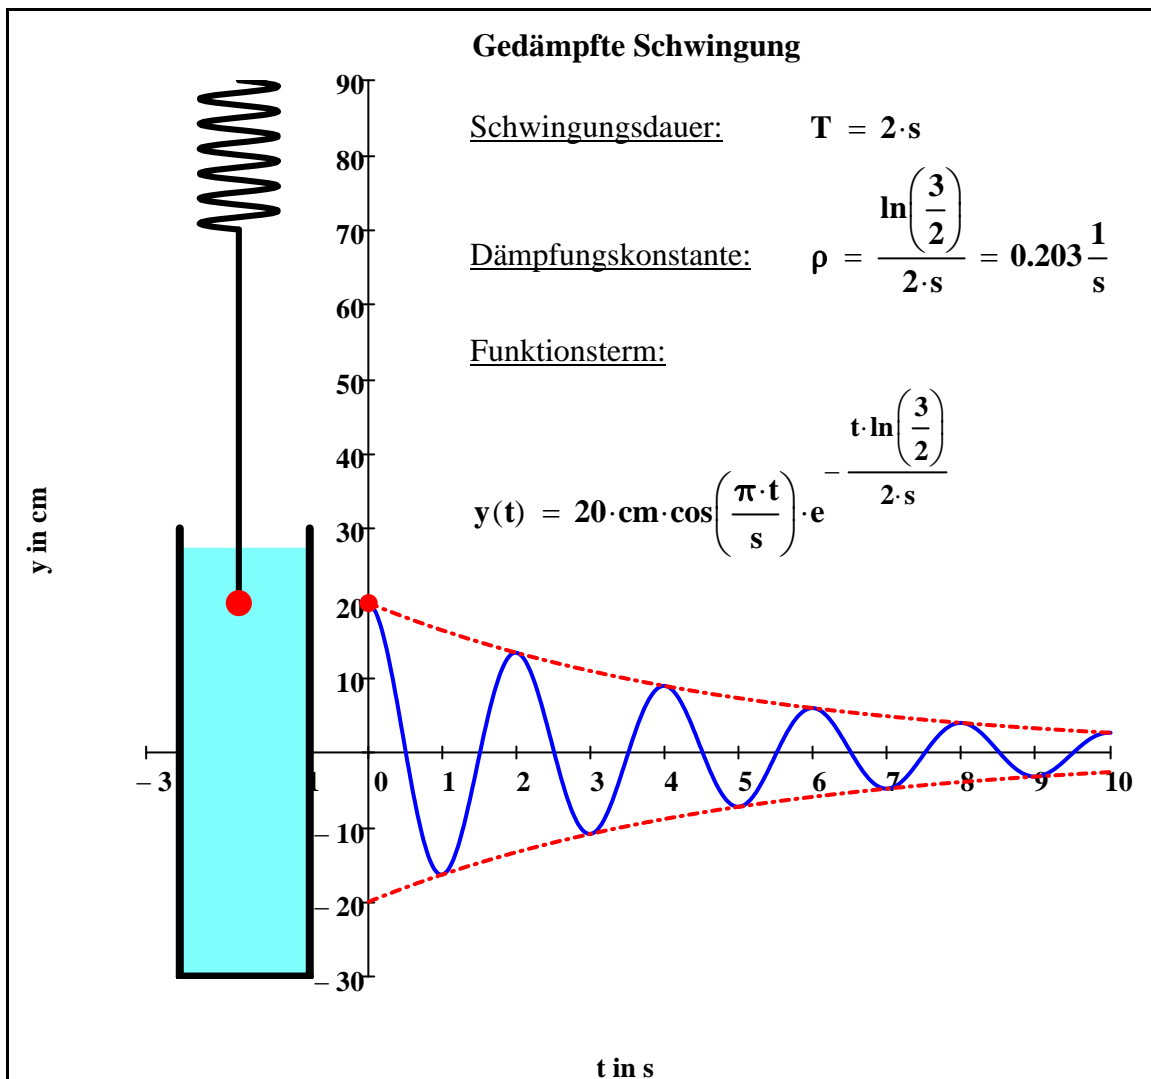 Gedämpfte Schwingung
Schwingungsdauer: T = 2·s
Dämpfungskonstante: ρ = ln(3/2)/(2·s) = 0.203 1/s
Funktionsterm:
y(t) = 20·cm·cos(π·t/s)·e^(− t·ln(3/2)/(2·s))
y in cm
90
80
70
60
50
40
30
20
10
− 3 1 0 1 2 3 4 5 6 7 8 9 10
− 10
− 20
− 30
t in s